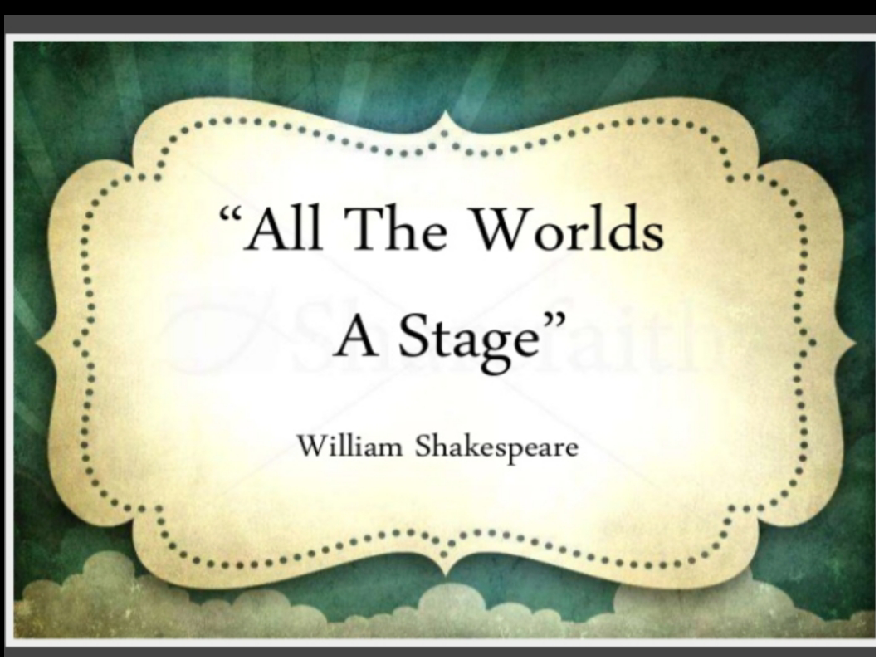 “All The Worlds
A Stage”
William Shakespeare